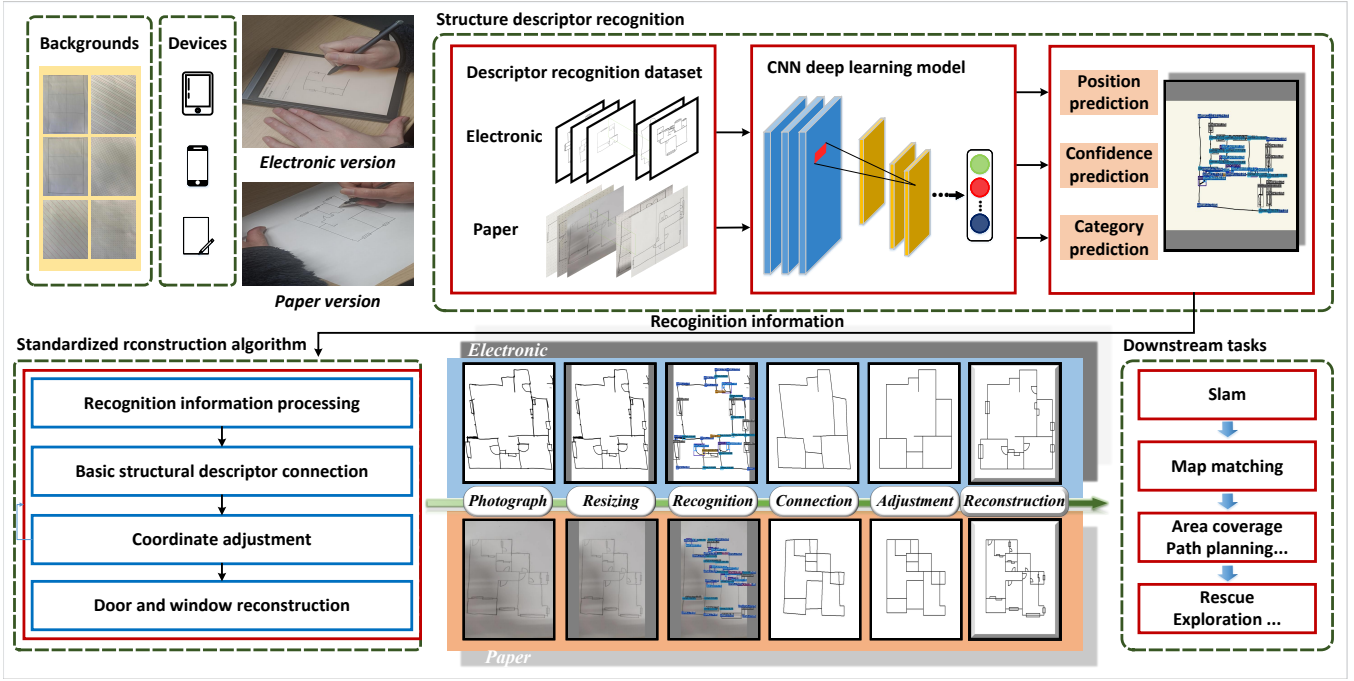 Backgrounds
Devices
Electronic version
Paper version
Structure descriptor recognition
Descriptor recognition dataset
Electronic
Paper
CNN deep learning model
Position
prediction
Confidence
prediction
Category
prediction
Recoginition information
Standardized rconstruction algorithm
Recognition information processing
Basic structural descriptor connection
Coordinate adjustment
Door and window reconstruction
Electronic
Photograph
Resizing
Recognition
Connection
Adjustment
Reconstruction
Paper
Downstream tasks
Slam
Map matching
Area coverage
Path planning...
Rescue
Exploration ...